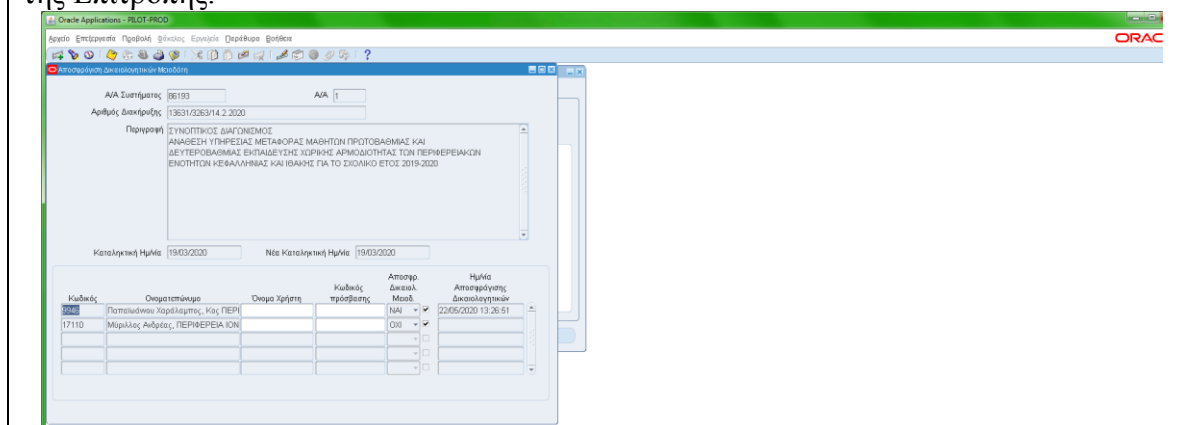 της Επιτροπής.
Oracle Applications - PILOT-PROD
Αρχείο Επεξεργασία Προβολή Φάκελος Εργαλεία Παράθυρο Βοήθεια
ORAC
Αποσφράγιση Δικαιολογητικών Μειοδότη
Α/Α Συστήματος 86193 Α/Α 1
Αριθμός Διακήρυξης 13631/3263/14.2.2020
Περιγραφή ΣΥΝΟΠΤΙΚΟΣ ΔΙΑΓΩΝΙΣΜΟΣ
ΑΝΑΘΕΣΗ ΥΠΗΡΕΣΙΑΣ ΜΕΤΑΦΟΡΑΣ ΜΑΘΗΤΩΝ ΠΡΩΤΟΒΑΘΜΙΑΣ ΚΑΙ
ΔΕΥΤΕΡΟΒΑΘΜΙΑΣ ΕΚΠΑΙΔΕΥΣΗΣ ΧΩΡΙΚΗΣ ΑΡΜΟΔΙΟΤΗΤΑΣ ΤΩΝ ΠΕΡΙΦΕΡΕΙΑΚΩΝ
ΕΝΟΤΗΤΩΝ ΚΕΦΑΛΛΗΝΙΑΣ ΚΑΙ ΙΘΑΚΗΣ ΓΙΑ ΤΟ ΣΧΟΛΙΚΟ ΕΤΟΣ 2019-2020
Καταληκτική Ημ/νία 19/03/2020 Νέα Καταληκτική Ημ/νία 19/03/2020
Κωδικός Ονοματεπώνυμο Όνομα Χρήστη Κωδικός πρόσβασης Αποσφρ. Δικαιολ. Μειοδ. Ημ/νία Αποσφράγισης Δικαιολογητικών
9946 Παπαϊωάννου Χαράλαμπος, Κος ΠΕΡΙ ΝΑΙ 22/05/2020 13:26:51
17110 Μύριλλος Ανδρέας, ΠΕΡΙΦΕΡΕΙΑ ΙΟΝ ΟΧΙ